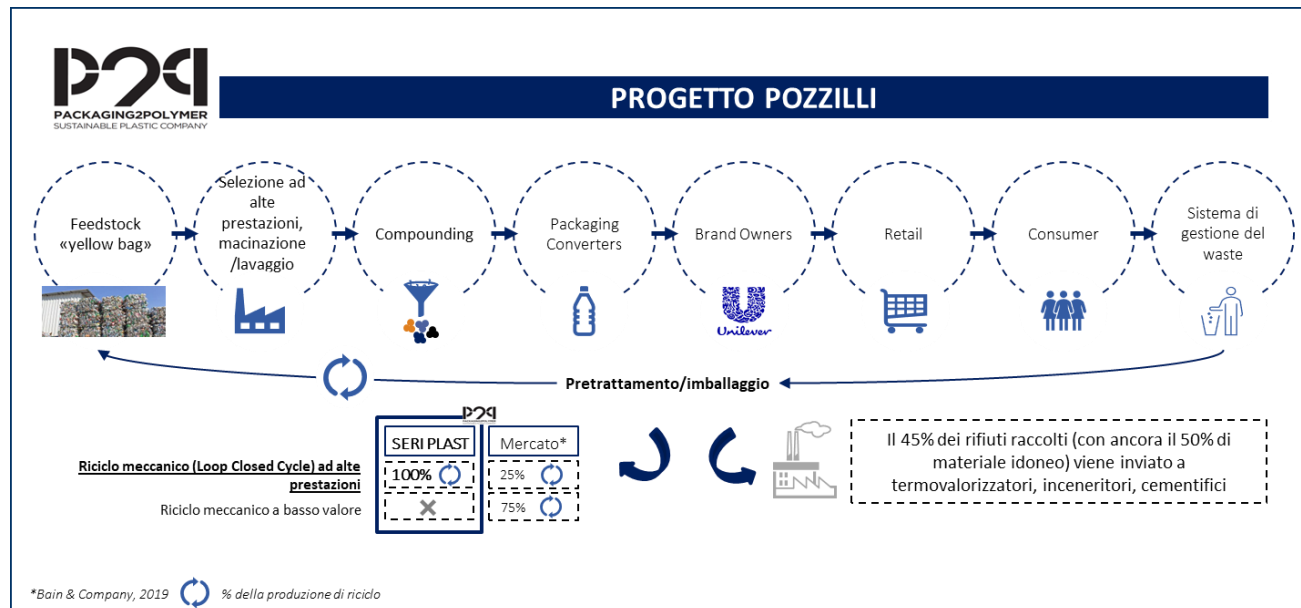 P2P
PACKAGING2POLYMER
SUSTAINABLE PLASTIC COMPANY
PROGETTO POZZILLI
Feedstock
«yellow bag»
Selezione ad
alte
prestazioni,
macinazione
/lavaggio
Compounding
Packaging
Converters
Brand Owners
Retail
Consumer
Sistema di
gestione del
waste
Unilever
Pretrattamento/imballaggio
P2P
SERI PLAST
Mercato*
Riciclo meccanico (Loop Closed Cycle) ad alte
prestazioni
100%
25%
Riciclo meccanico a basso valore
75%
Il 45% dei rifiuti raccolti (con ancora il 50% di
materiale idoneo) viene inviato a
termovalorizzatori, inceneritori, cementifici
*Bain & Company, 2019
% della produzione di riciclo